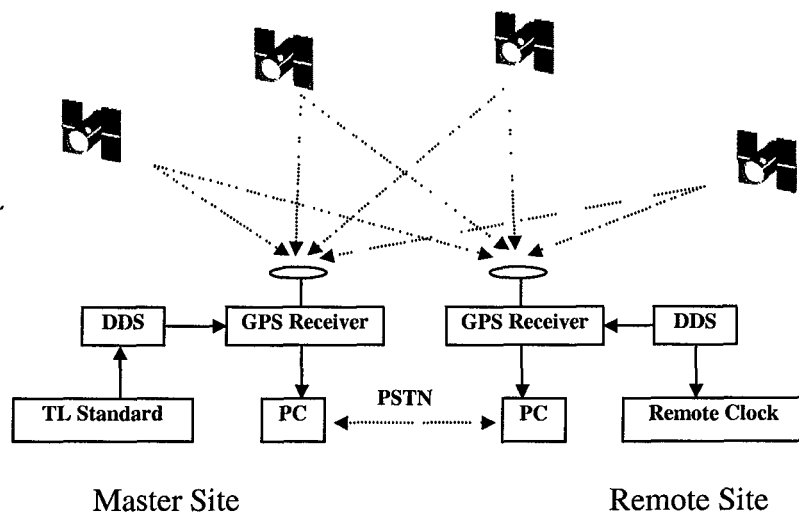 DDS
GPS Receiver
GPS Receiver
DDS
TL Standard
PC
PSTN
PC
Remote Clock
Master Site
Remote Site